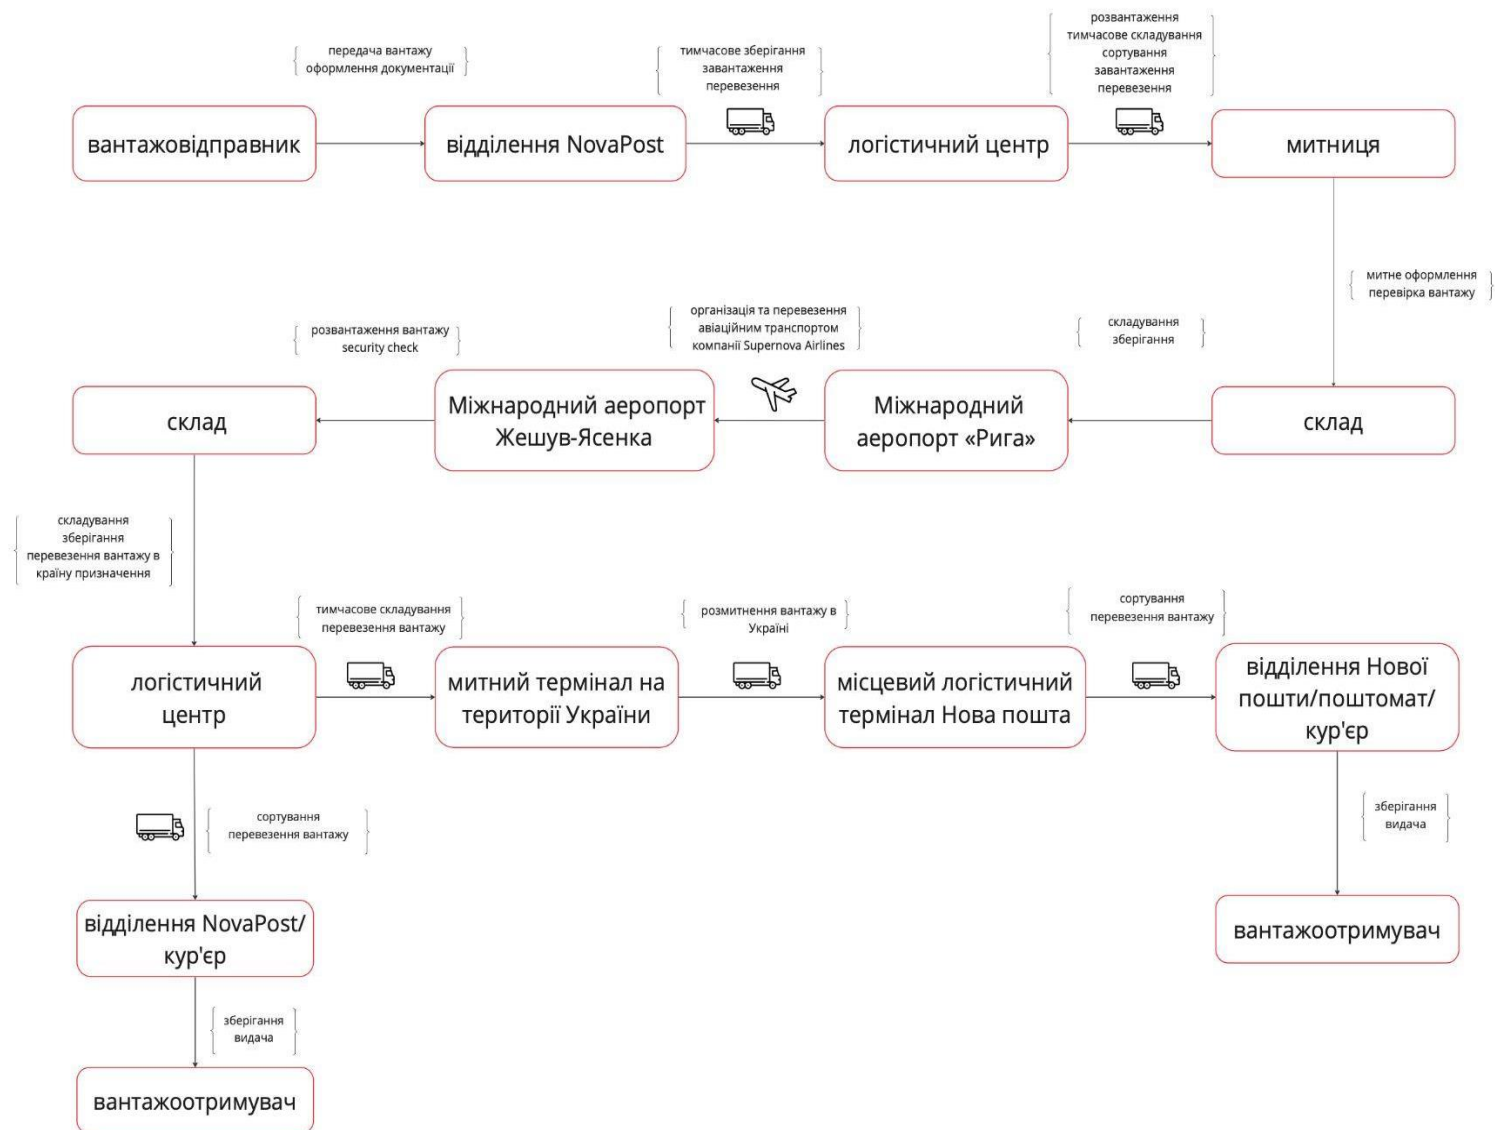 передача вантажу
оформлення документації
тимчасове зберігання
завантаження
перевезення
розвантаження
тимчасове складування
сортування
завантаження
перевезення
вантажовідправник
відділення NovaPost
логістичний центр
митниця
митне оформлення
перевірка вантажу
складування
зберігання
організація та перевезення
авіаційним транспортом
компанії Supernova Airlines
розвантаження вантажу
security check
склад
Міжнародний аеропорт
Жешув-Ясенка
Міжнародний
аеропорт «Рига»
склад
складування
зберігання
перевезення вантажу в
країну призначення
тимчасове складування
перевезення вантажу
розмитнення вантажу в
Україні
сортування
перевезення вантажу
логістичний
центр
митний термінал на
території України
місцевий логістичний
термінал Нова пошта
відділення Нової
пошти/поштомат/
кур'єр
сортування
перевезення вантажу
зберігання
видача
відділення NovaPost/
кур'єр
вантажоотримувач
зберігання
видача
вантажоотримувач